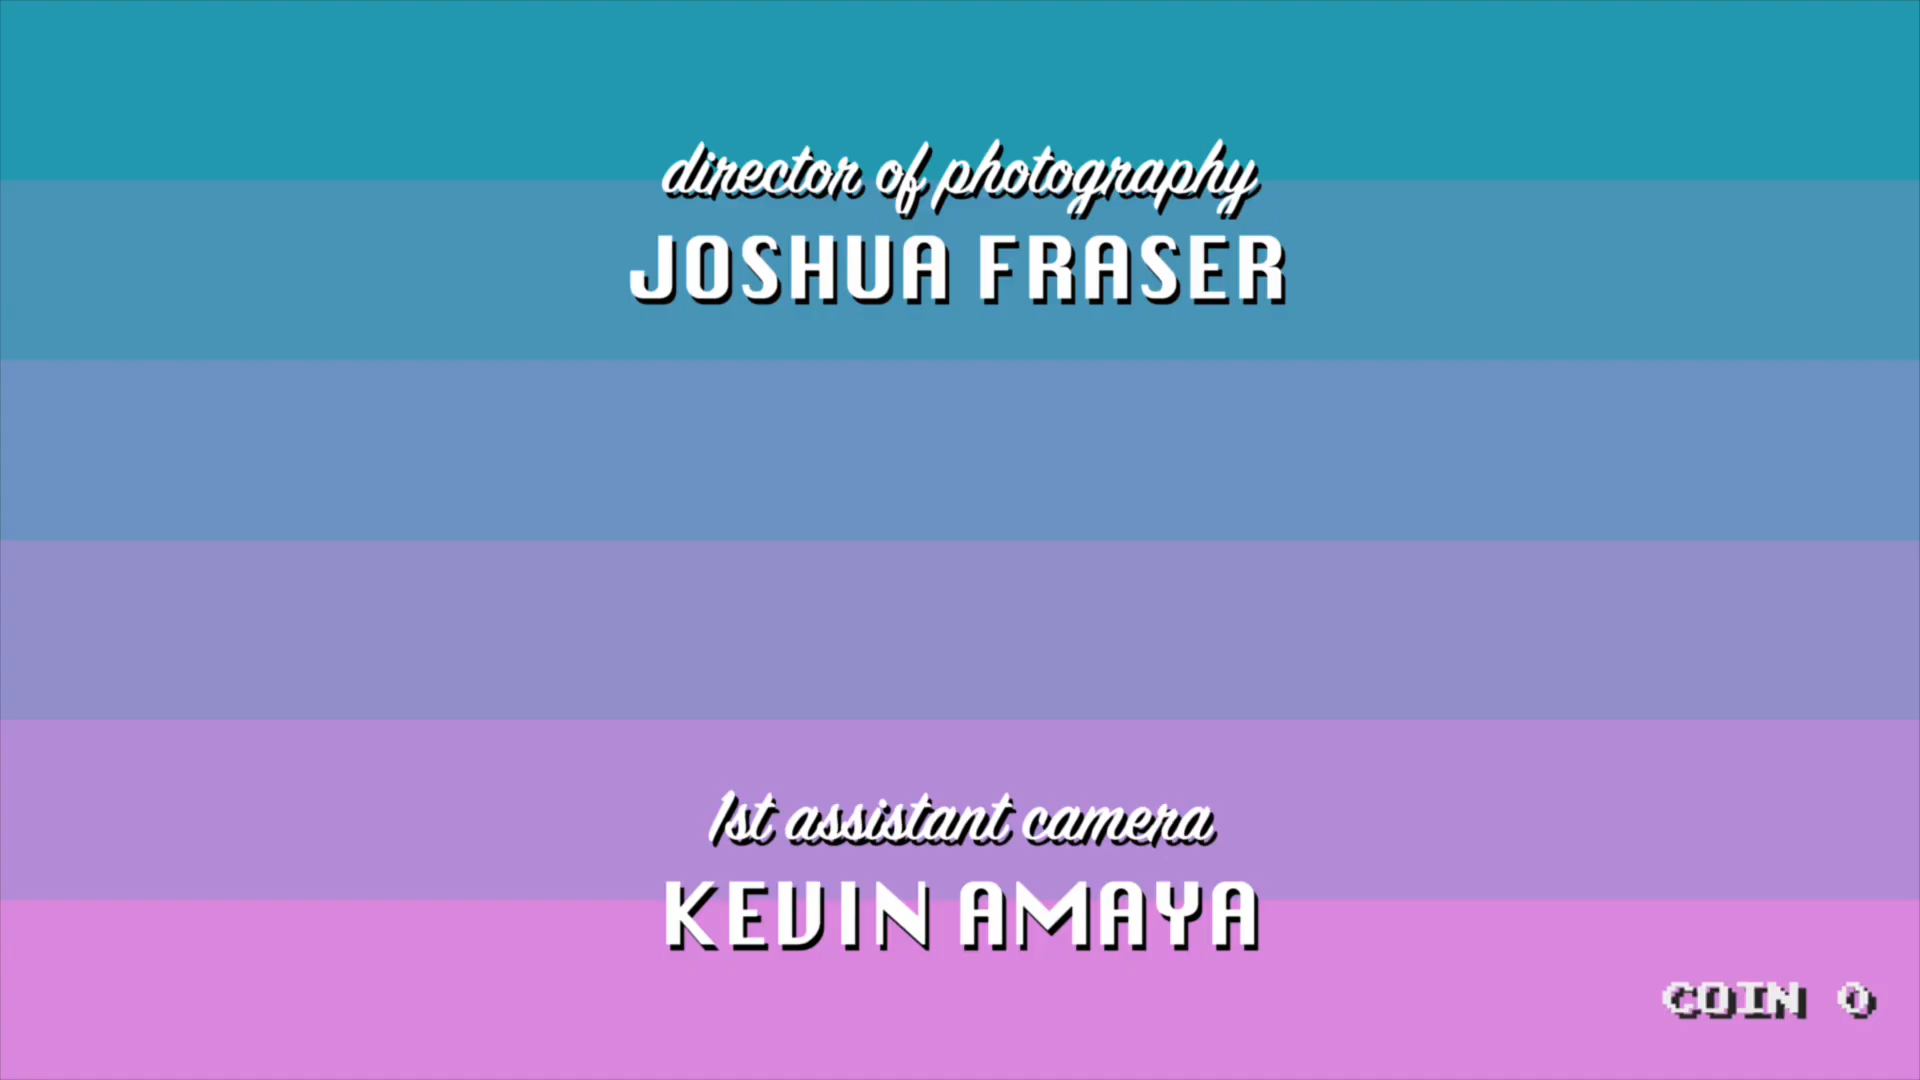 director of photography
JOSHUA FRASER
1st assistant camera
KEVIN AMAYA
COIN 0